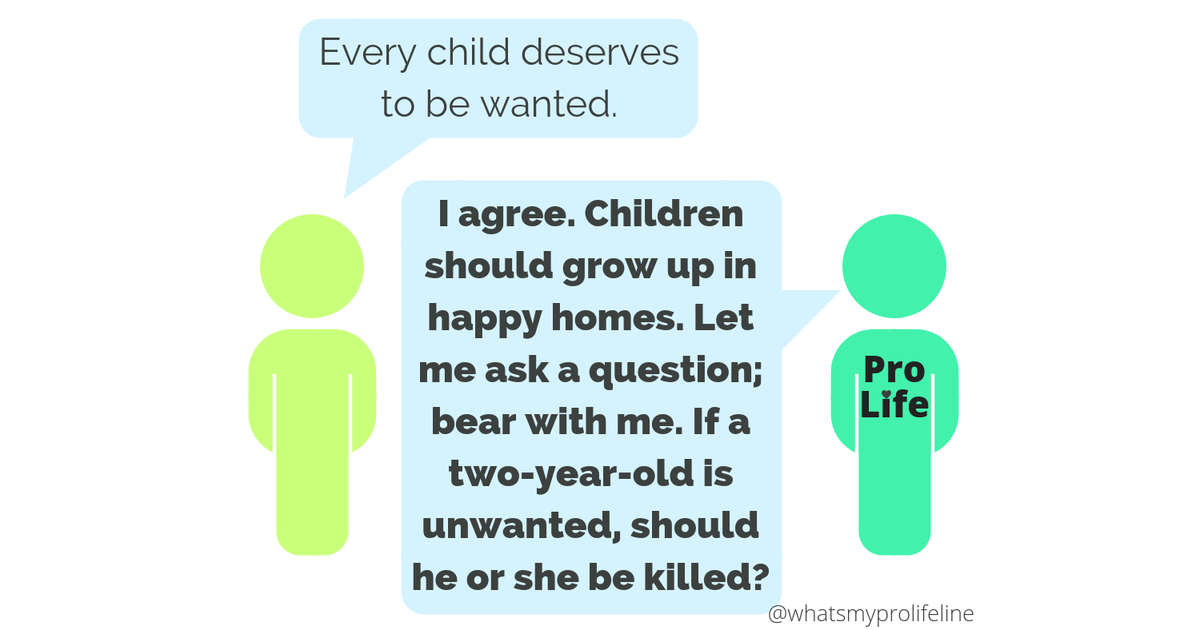 Every child deserves
to be wanted.
I agree. Children
should grow up in
happy homes. Let
me ask a question;
bear with me. If a
two-year-old is
unwanted, should
he or she be killed?
Pro
Life
@whatsmyprolifeline